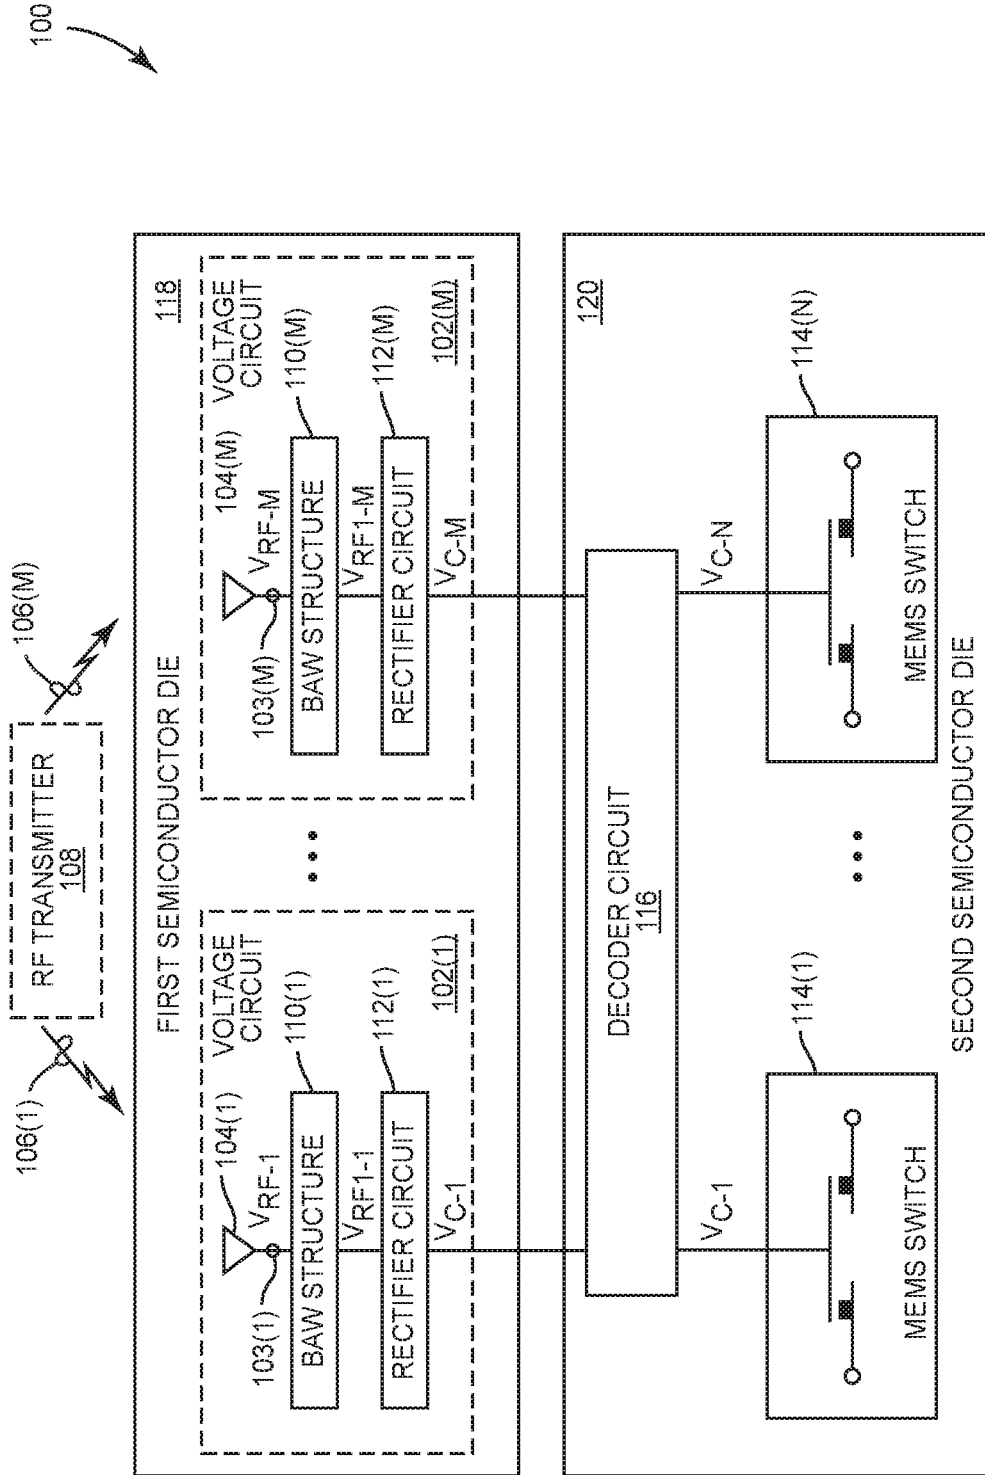 100
RF TRANSMITTER
108
106(1)
106(M)
FIRST SEMICONDUCTOR DIE
118
VOLTAGE
CIRCUIT
104(1)
VRF-1
103(1)
110(1)
BAW STRUCTURE
VRF1-1
112(1)
RECTIFIER CIRCUIT
VC-1
102(1)
VOLTAGE
CIRCUIT
104(M)
VRF-M
103(M)
110(M)
BAW STRUCTURE
VRF1-M
112(M)
RECTIFIER CIRCUIT
VC-M
102(M)
120
DECODER CIRCUIT
116
VC-1
114(1)
MEMS SWITCH
VC-N
114(N)
MEMS SWITCH
SECOND SEMICONDUCTOR DIE